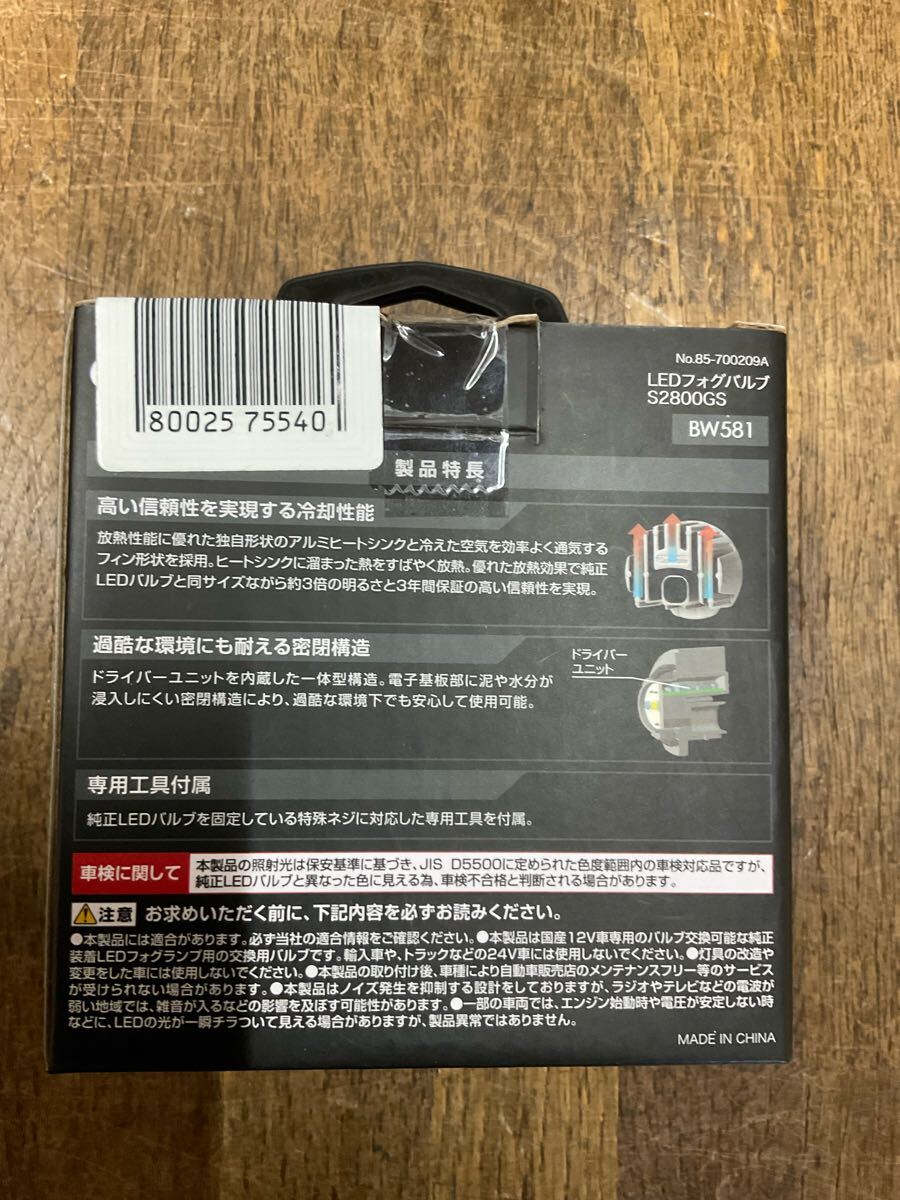 80025 75540
No.85-700209A
LEDフォグバルブ
S2800GS
BW581
製品特長
高い信頼性を実現する冷却性能
放熱性能に優れた独自形状のアルミヒートシンクと冷えた空気を効率よく通気する
フィン形状を採用。ヒートシンクに溜まった熱をすばやく放熱。優れた放熱効果で純正
LEDバルブと同サイズながら約3倍の明るさと3年間保証の高い信頼性を実現。
過酷な環境にも耐える密閉構造
ドライバーユニットを内蔵した一体型構造。電子基板部に泥や水分が
浸入しにくい密閉構造により、過酷な環境下でも安心して使用可能。
ドライバー
ユニット
専用工具付属
純正LEDバルブを固定している特殊ネジに対応した専用工具を付属。
車検に関して
本製品の照射光は保安基準に基づき、JIS D5500に定められた色度範囲内の車検対応品ですが、
純正LEDバルブと異なった色に見える為、車検不合格と判断される場合があります。
注意 お求めいただく前に、下記内容を必ずお読みください。
●本製品には適合があります。必ず当社の適合情報をご確認ください。●本製品は国産12V車専用のバルブ交換可能な純正
装着LEDフォグランプ用の交換用バルブです。輸入車や、トラックなどの24V車には使用しないでください。●灯具の改造や
変更をした車には使用しないでください。●本製品の取り付け後、車種により自動車販売店のメンテナンスフリー等のサービス
が受けられない場合があります。●本製品はノイズ発生を抑制する設計をしておりますが、ラジオやテレビなどの電波が
弱い地域では、雑音が入るなどの影響を及ぼす可能性があります。●一部の車両では、エンジン始動時や電圧が安定しない時
などに、LEDの光が一瞬チラついて見える場合がありますが、製品異常ではありません。
MADE IN CHINA